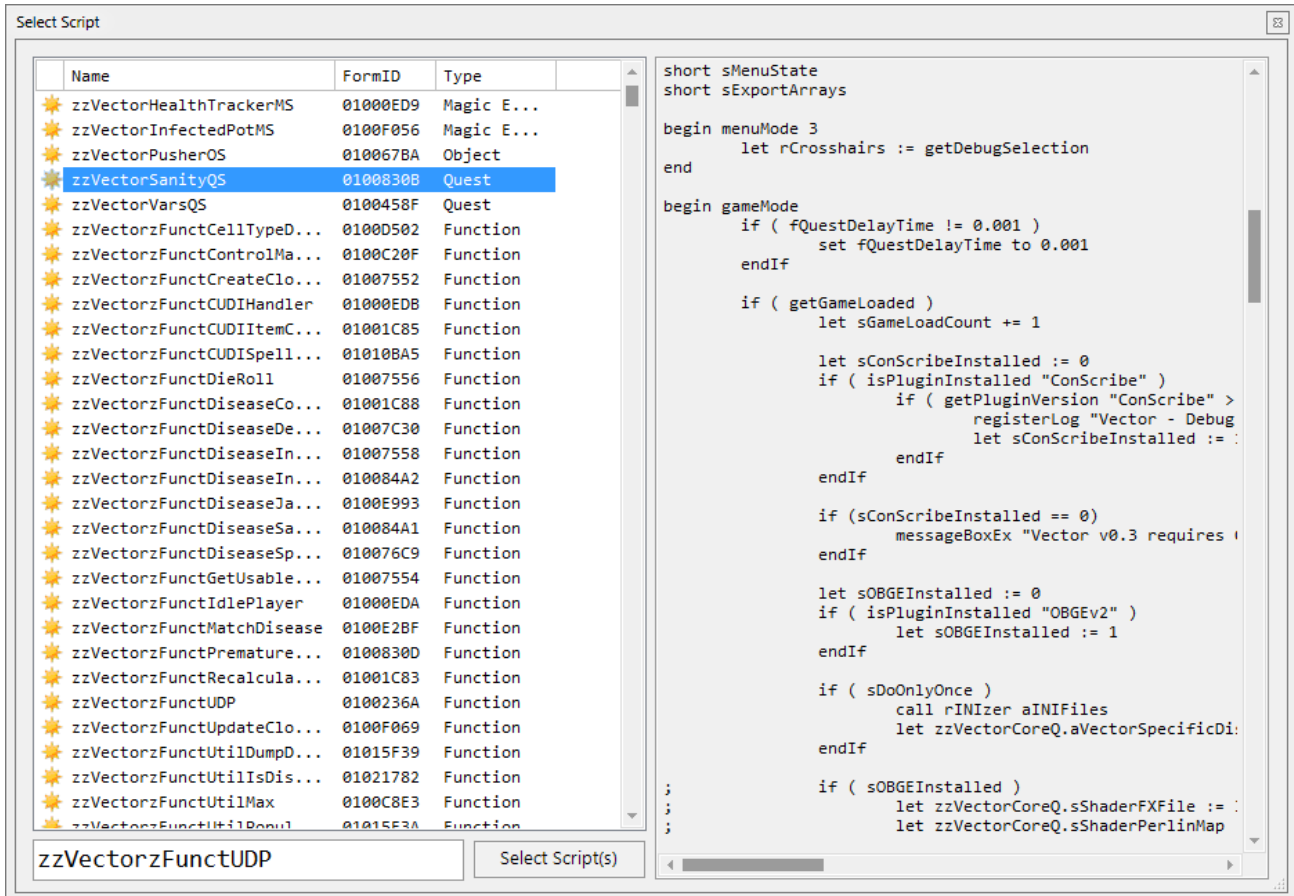 Select Script
Name FormID Type
zzVectorHealthTrackerMS 01000ED9 Magic E...
zzVectorInfectedPotMS 0100F056 Magic E...
zzVectorPusherOS 010067BA Object
zzVectorSanityQS 0100830B Quest
zzVectorVarsQS 0100458F Quest
zzVectorzFunctCellTypeD... 0100D502 Function
zzVectorzFunctControlMa... 0100C20F Function
zzVectorzFunctCreateClo... 01007552 Function
zzVectorzFunctCUDIHandler 01000EDB Function
zzVectorzFunctCUDIItemC... 01001C85 Function
zzVectorzFunctCUDISpell... 01010BA5 Function
zzVectorzFunctDieRoll 01007556 Function
zzVectorzFunctDiseaseCo... 01001C88 Function
zzVectorzFunctDiseaseDe... 01007C30 Function
zzVectorzFunctDiseaseIn... 01007558 Function
zzVectorzFunctDiseaseIn... 010084A2 Function
zzVectorzFunctDiseaseJa... 0100E993 Function
zzVectorzFunctDiseaseSa... 010084A1 Function
zzVectorzFunctDiseaseSp... 010076C9 Function
zzVectorzFunctGetUsable... 01007554 Function
zzVectorzFunctIdlePlayer 01000EDA Function
zzVectorzFunctMatchDisease 0100E2BF Function
zzVectorzFunctPremature... 0100830D Function
zzVectorzFunctRecalcula... 01001C83 Function
zzVectorzFunctUDP 0100236A Function
zzVectorzFunctUpdateClo... 0100F069 Function
zzVectorzFunctUtilDumpD... 01015F39 Function
zzVectorzFunctUtilIsDis... 01021782 Function
zzVectorzFunctUtilMax 0100C8E3 Function
zzVectorzFunctUtilPopul... 01015F3A Function
zzVectorzFunctUDP
Select Script(s)
short sMenuState
short sExportArrays
begin menuMode 3
let rCrosshairs := getDebugSelection
end
begin gameMode
if ( fQuestDelayTime != 0.001 )
set fQuestDelayTime to 0.001
endIf
if ( getGameLoaded )
let sGameLoadCount += 1
let sConScribeInstalled := 0
if ( isPluginInstalled "ConScribe" )
if ( getPluginVersion "ConScribe" >
registerLog "Vector - Debug
let sConScribeInstalled :=
endIf
endIf
if (sConScribeInstalled == 0)
messageBoxEx "Vector v0.3 requires
endIf
let sOBGEInstalled := 0
if ( isPluginInstalled "OBGEv2" )
let sOBGEInstalled := 1
endIf
if ( sDoOnlyOnce )
call rINIzer aINIFiles
let zzVectorCoreQ.aVectorSpecificDi
endIf
; if ( sOBGEInstalled )
; let zzVectorCoreQ.sShaderFXFile :=
; let zzVectorCoreQ.sShaderPerlinMap